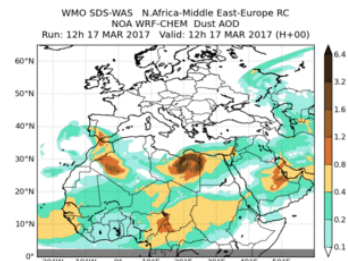 WMO SDS-WAS N.Africa-Middle East-Europe RC
NOA WRF-CHEM Dust AOD
Run: 12h 17 MAR 2017 Valid: 12h 17 MAR 2017 (H+00)
60°N
50°N
40°N
30°N
20°N
10°N
0°
6.4
3.2
1.6
1.2
0.8
0.4
0.2
0.1